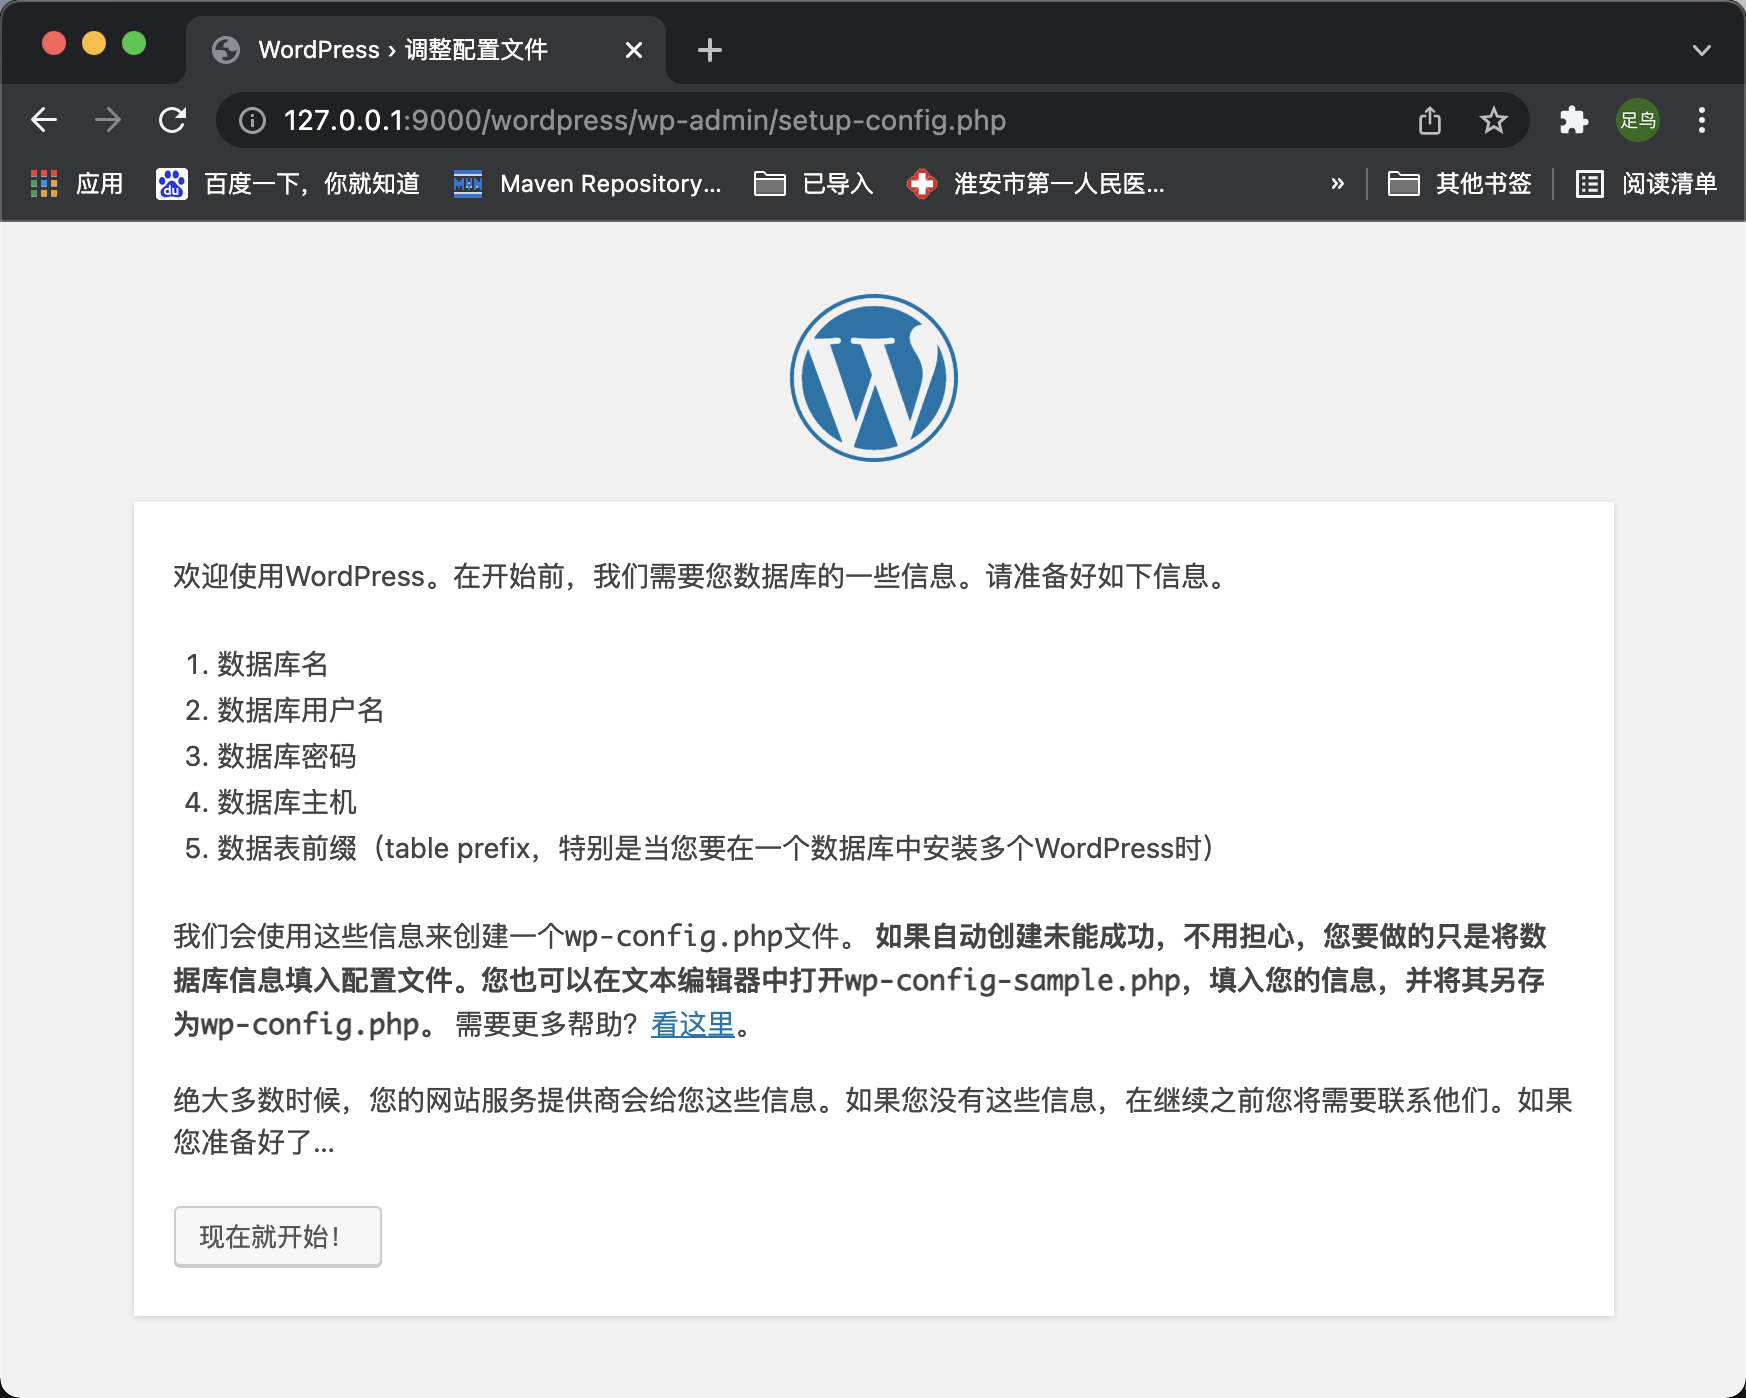 WordPress › 调整配置文件
127.0.0.1:9000/wordpress/wp-admin/setup-config.php
足鸟
应用 百度一下，你就知道 Maven Repository... 已导入 淮安市第一人民医... » 其他书签 阅读清单
欢迎使用WordPress。在开始前，我们需要您数据库的一些信息。请准备好如下信息。
1. 数据库名
2. 数据库用户名
3. 数据库密码
4. 数据库主机
5. 数据表前缀（table prefix，特别是当您要在一个数据库中安装多个WordPress时）
我们会使用这些信息来创建一个wp-config.php文件。 如果自动创建未能成功，不用担心，您要做的只是将数
据库信息填入配置文件。您也可以在文本编辑器中打开wp-config-sample.php，填入您的信息，并将其另存
为wp-config.php。 需要更多帮助？看这里。
绝大多数时候，您的网站服务提供商会给您这些信息。如果您没有这些信息，在继续之前您将需要联系他们。如果
您准备好了...
现在就开始！